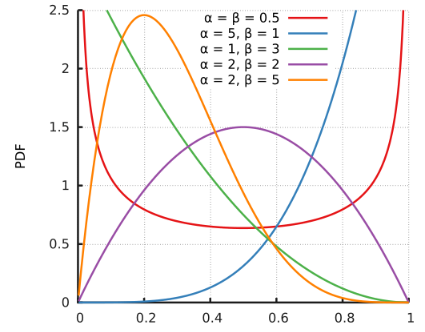 2.5
α = β = 0.5
α = 5, β = 1
2
α = 1, β = 3
α = 2, β = 2
α = 2, β = 5
1.5
PDF
1
0.5
0
0 0.2 0.4 0.6 0.8 1